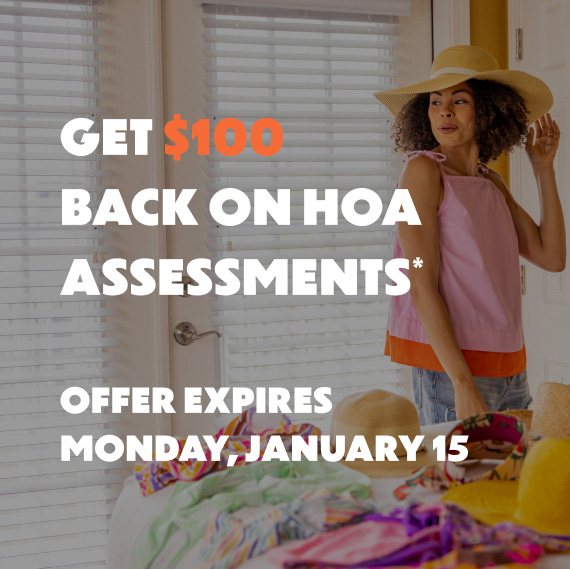 GET $100
BACK ON HOA
ASSESSMENTS*
OFFER EXPIRES
MONDAY, JANUARY 15